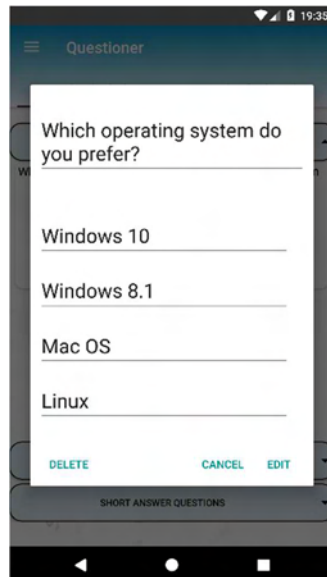 19:35
Questioner
Which operating system do
you prefer?
Windows 10
Windows 8.1
Mac OS
Linux
DELETE CANCEL EDIT
SHORT ANSWER QUESTIONS